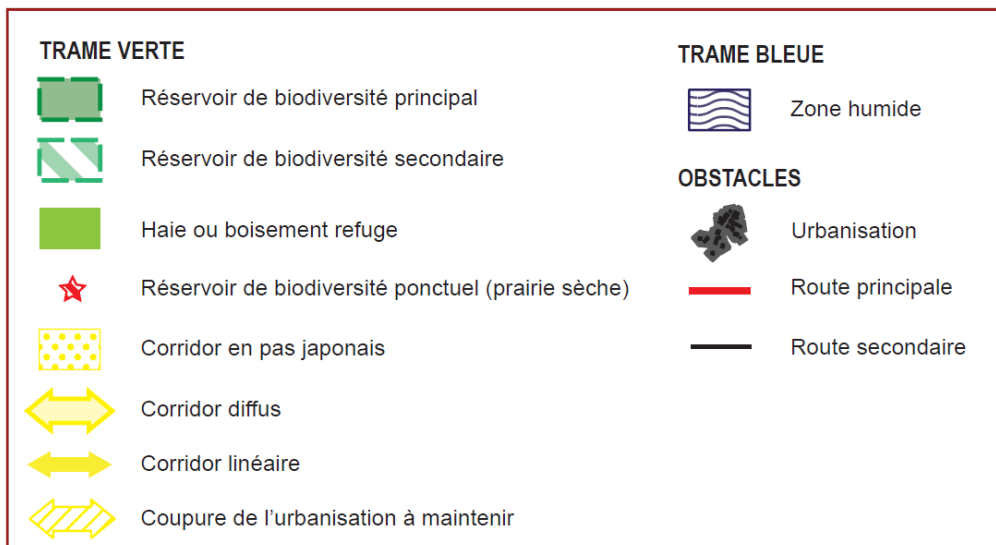 TRAME VERTE
Réservoir de biodiversité principal
Réservoir de biodiversité secondaire
Haie ou boisement refuge
Réservoir de biodiversité ponctuel (prairie sèche)
Corridor en pas japonais
Corridor diffus
Corridor linéaire
Coupure de l'urbanisation à maintenir
TRAME BLEUE
Zone humide
OBSTACLES
Urbanisation
Route principale
Route secondaire